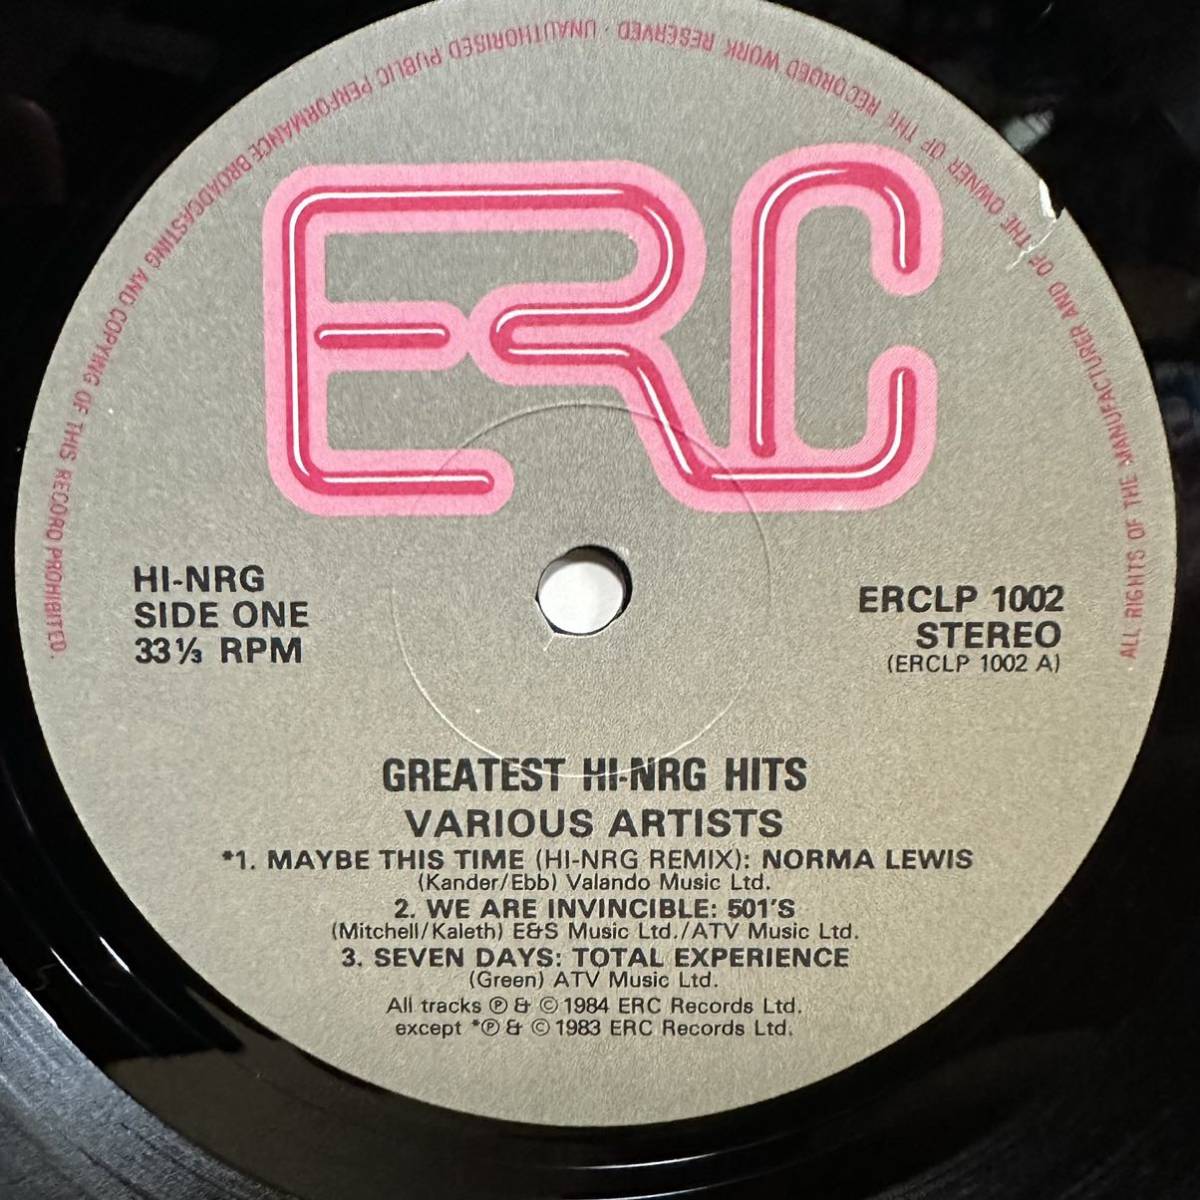 ALL RIGHTS OF THE MANUFACTURER AND OF THE OWNER OF THE RECORDED WORK RESERVED · UNAUTHORISED PUBLIC PERFORMANCE BROADCASTING AND COPYING OF THIS RECORD PROHIBITED.
ERC
HI-NRG
SIDE ONE
33⅓ RPM
ERCLP 1002
STEREO
(ERCLP 1002 A)
GREATEST HI-NRG HITS
VARIOUS ARTISTS
*1. MAYBE THIS TIME (HI-NRG REMIX): NORMA LEWIS
(Kander/Ebb) Valando Music Ltd.
2. WE ARE INVINCIBLE: 501'S
(Mitchell/Kaleth) E&S Music Ltd./ATV Music Ltd.
3. SEVEN DAYS: TOTAL EXPERIENCE
(Green) ATV Music Ltd.
All tracks ℗ & © 1984 ERC Records Ltd.
except *℗ & © 1983 ERC Records Ltd.